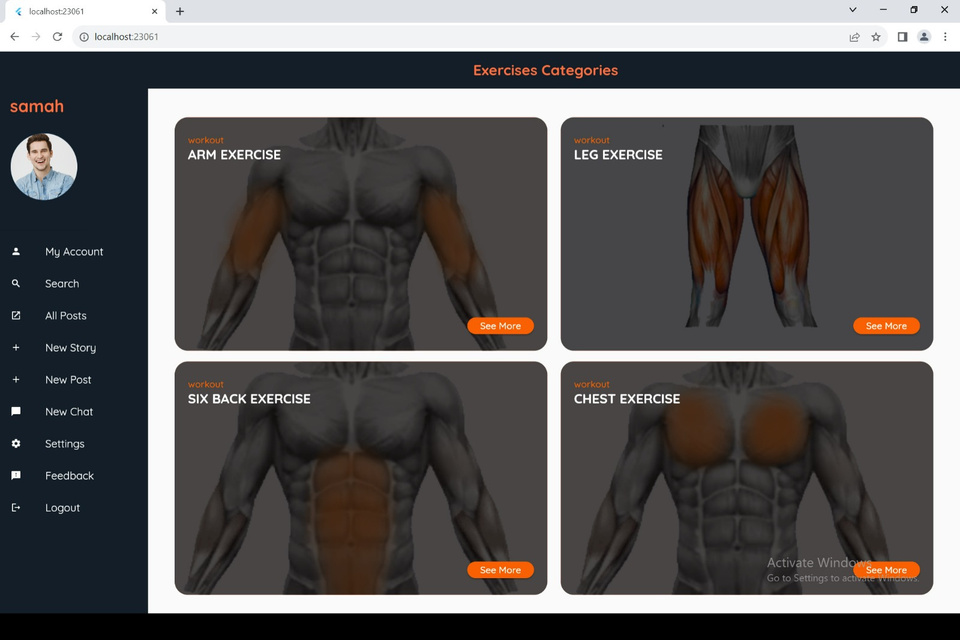 localhost:23061
localhost:23061
Exercises Categories
samah
My Account
Search
All Posts
New Story
New Post
New Chat
Settings
Feedback
Logout
workout
ARM EXERCISE
See More
workout
LEG EXERCISE
See More
workout
SIX BACK EXERCISE
See More
workout
CHEST EXERCISE
See More
Activate Windows
Go to Settings to activate Windows.